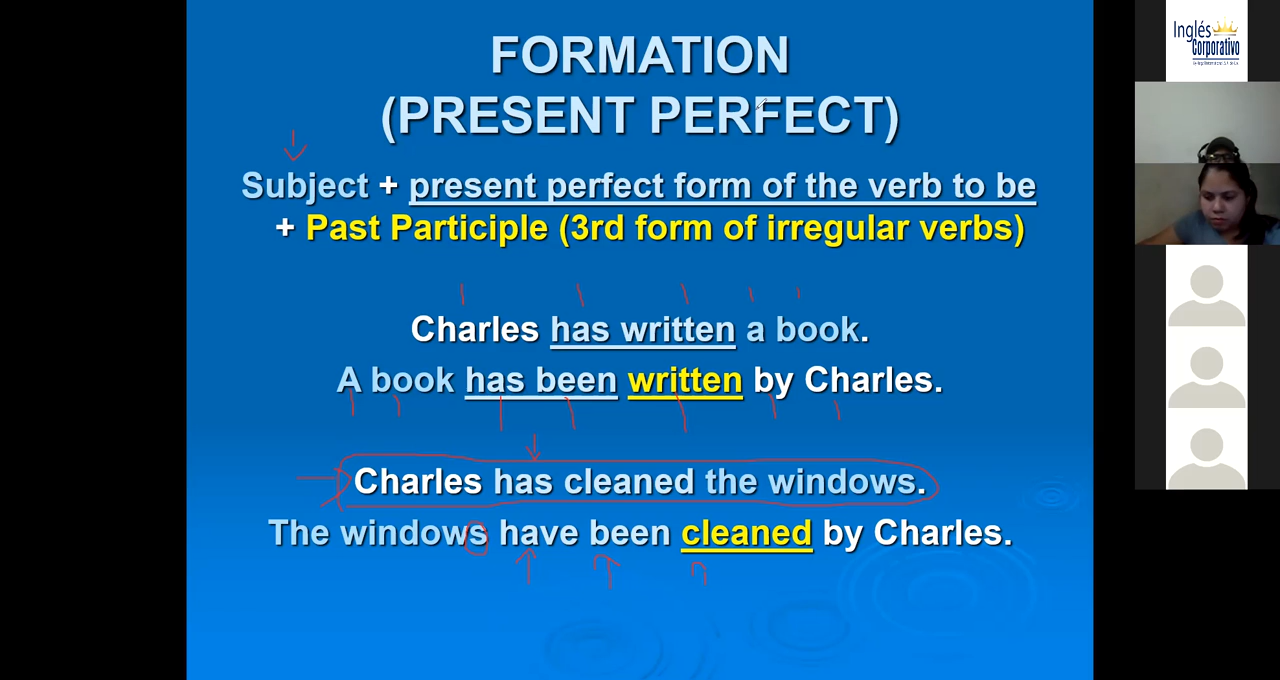 FORMATION
(PRESENT PERFECT)
Subject + present perfect form of the verb to be
+ Past Participle (3rd form of irregular verbs)
Charles has written a book.
A book has been written by Charles.
Charles has cleaned the windows.
The windows have been cleaned by Charles.
Inglés
Corporativo